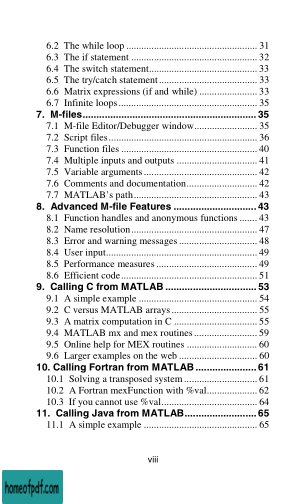 6.2 The while loop ................................................... 31
6.3 The if statement ................................................. 32
6.4 The switch statement.......................................... 33
6.5 The try/catch statement ...................................... 33
6.6 Matrix expressions (if and while) ...................... 33
6.7 Infinite loops ...................................................... 35
7. M-files......................................................... 35
7.1 M-file Editor/Debugger window........................ 35
7.2 Script files .......................................................... 36
7.3 Function files ..................................................... 40
7.4 Multiple inputs and outputs ............................... 41
7.5 Variable arguments ............................................ 42
7.6 Comments and documentation........................... 42
7.7 MATLAB's path................................................ 43
8. Advanced M-file Features ........................... 43
8.1 Function handles and anonymous functions ....... 43
8.2 Name resolution ................................................. 47
8.3 Error and warning messages .............................. 48
8.4 User input........................................................... 49
8.5 Performance measures ....................................... 49
8.6 Efficient code ..................................................... 51
9. Calling C from MATLAB .............................. 53
9.1 A simple example .............................................. 54
9.2 C versus MATLAB arrays ................................. 55
9.3 A matrix computation in C ................................ 55
9.4 MATLAB mx and mex routines ........................ 59
9.5 Online help for MEX routines ........................... 60
9.6 Larger examples on the web .............................. 60
10. Calling Fortran from MATLAB .................... 61
10.1 Solving a transposed system ............................ 61
10.2 A Fortran mexFunction with %val................... 62
10.3 If you cannot use %val..................................... 64
11. Calling Java from MATLAB........................ 65
11.1 A simple example ............................................ 65
viii
homeofpdf.com